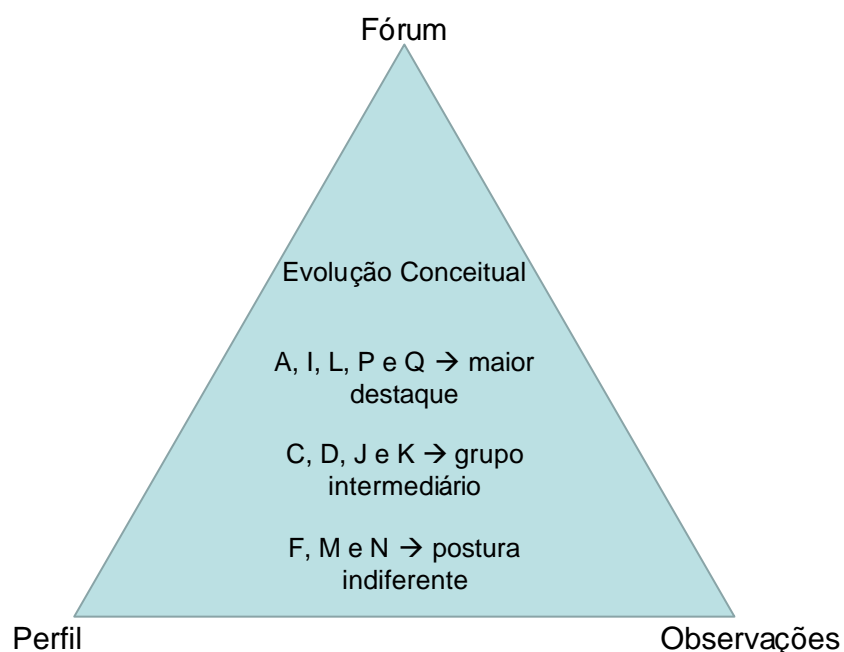 Fórum
Evolução Conceitual
A, I, L, P e Q → maior
destaque
C, D, J e K → grupo
intermediário
F, M e N → postura
indiferente
Perfil
Observações